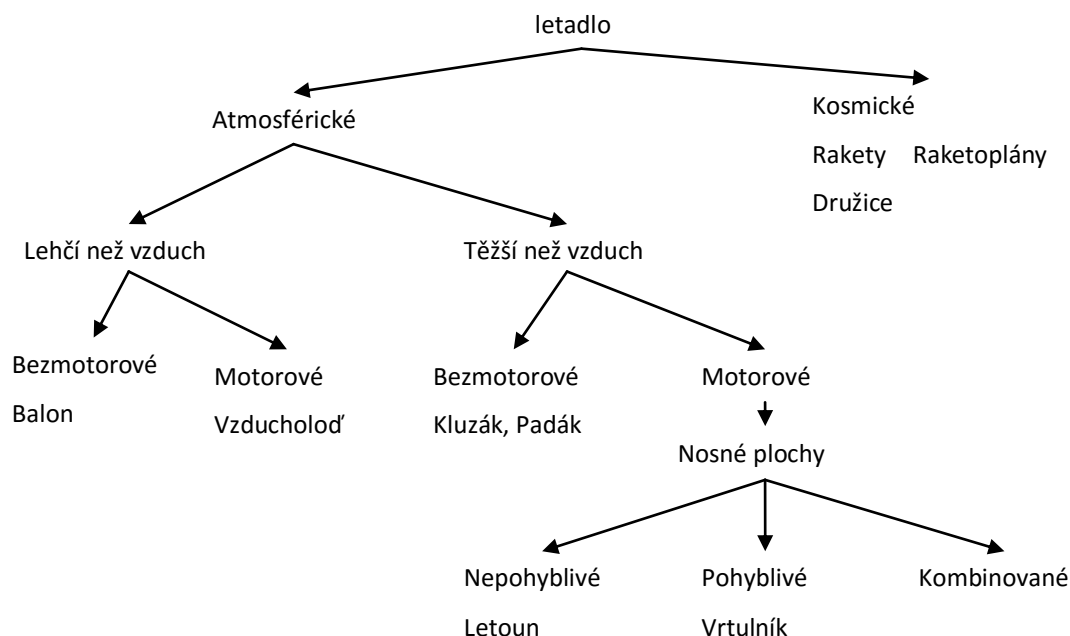 letadlo
Atmosférické
Kosmické
Rakety Raketoplány
Družice
Lehčí než vzduch
Těžší než vzduch
Bezmotorové
Balon
Motorové
Vzducholoď
Bezmotorové
Kluzák, Padák
Motorové
Nosné plochy
Nepohyblivé
Letoun
Pohyblivé
Vrtulník
Kombinované